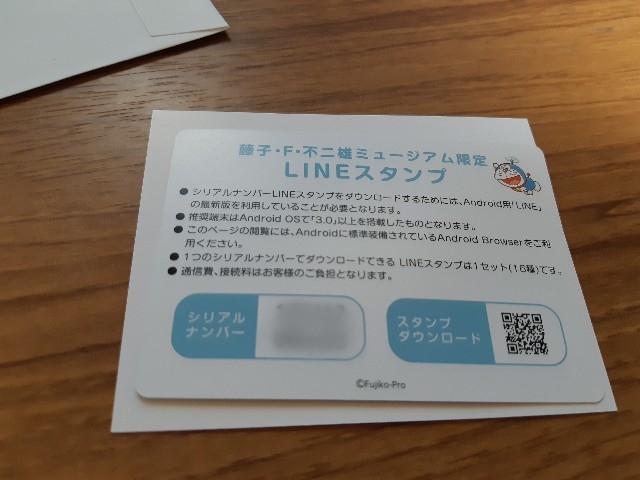 藤子・F・不二雄ミュージアム限定
LINEスタンプ
● シリアルナンバーLINEスタンプをダウンロードするためには、Android用「LINE」
の最新版を利用していることが必要となります。
● 推奨端末はAndroid OSで「3.0」以上を搭載したものとなります。
● このページの閲覧には、Androidに標準装備されているAndroid Browserをご利
用ください。
● 1つのシリアルナンバーでダウンロードできる LINEスタンプは1セット(16種)です。
● 通信費、接続料はお客様のご負担となります。
シリアル
ナンバー
スタンプ
ダウンロード
©Fujiko-Pro